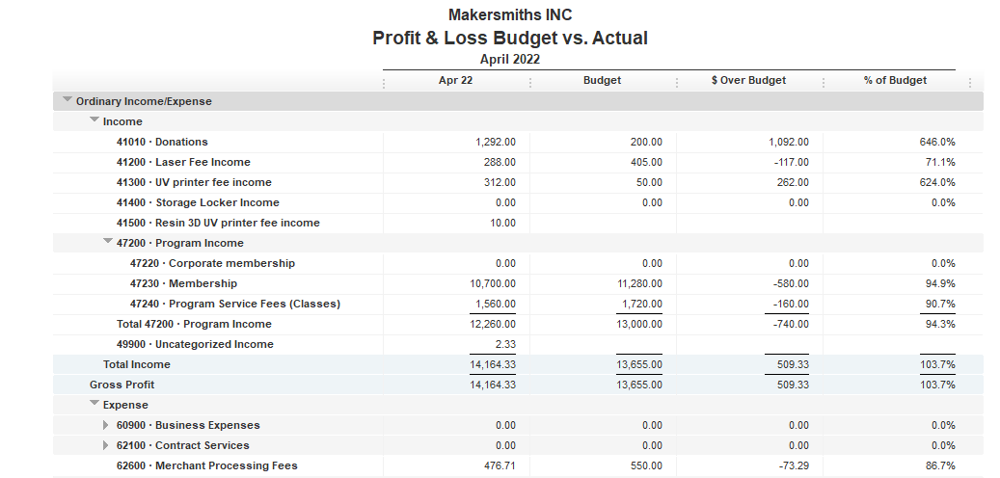 Makersmiths INC
Profit & Loss Budget vs. Actual
April 2022
Apr 22 Budget $ Over Budget % of Budget
Ordinary Income/Expense
Income
41010 · Donations 1,292.00 200.00 1,092.00 646.0%
41200 · Laser Fee Income 288.00 405.00 -117.00 71.1%
41300 · UV printer fee income 312.00 50.00 262.00 624.0%
41400 · Storage Locker Income 0.00 0.00 0.00 0.0%
41500 · Resin 3D UV printer fee income 10.00
47200 · Program Income
47220 · Corporate membership 0.00 0.00 0.00 0.0%
47230 · Membership 10,700.00 11,280.00 -580.00 94.9%
47240 · Program Service Fees (Classes) 1,560.00 1,720.00 -160.00 90.7%
Total 47200 · Program Income 12,260.00 13,000.00 -740.00 94.3%
49900 · Uncategorized Income 2.33
Total Income 14,164.33 13,655.00 509.33 103.7%
Gross Profit 14,164.33 13,655.00 509.33 103.7%
Expense
60900 · Business Expenses 0.00 0.00 0.00 0.0%
62100 · Contract Services 0.00 0.00 0.00 0.0%
62600 · Merchant Processing Fees 476.71 550.00 -73.29 86.7%